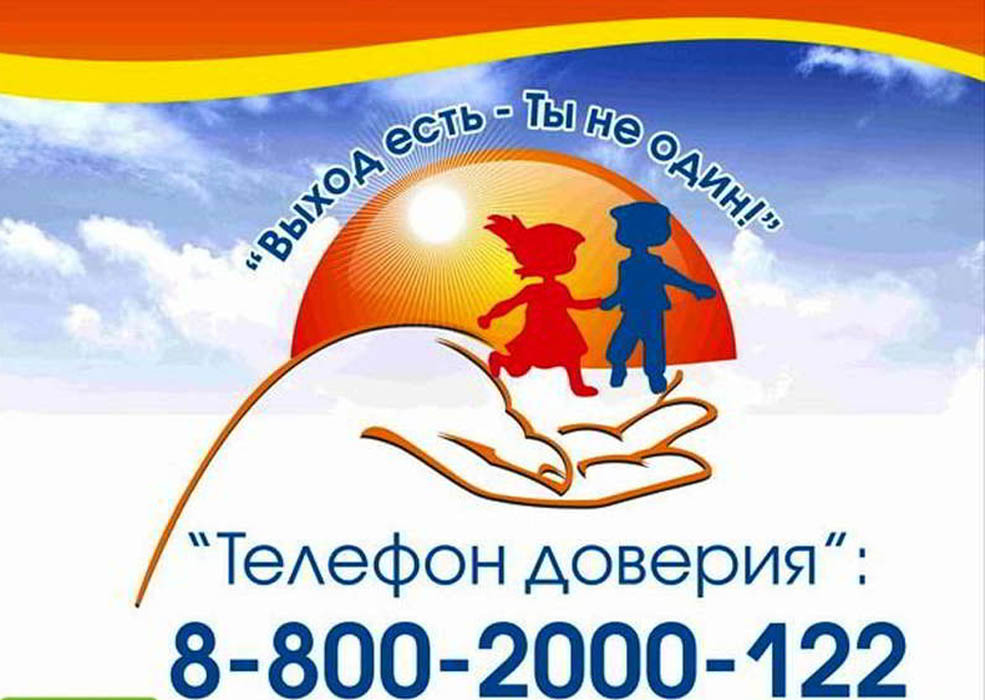 “Выход есть - Ты не один!”
“Телефон доверия”:
8-800-2000-122